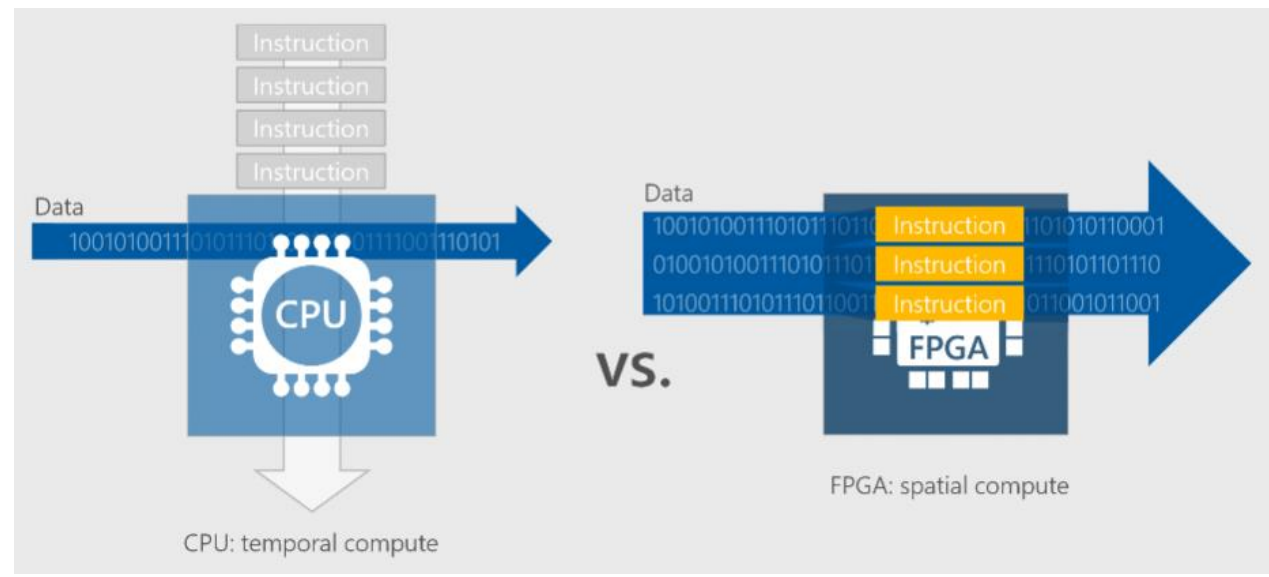 Instruction
Instruction
Instruction
Instruction
Data
CPU
CPU: temporal compute
vs.
Data
Instruction
Instruction
Instruction
FPGA
FPGA: spatial compute